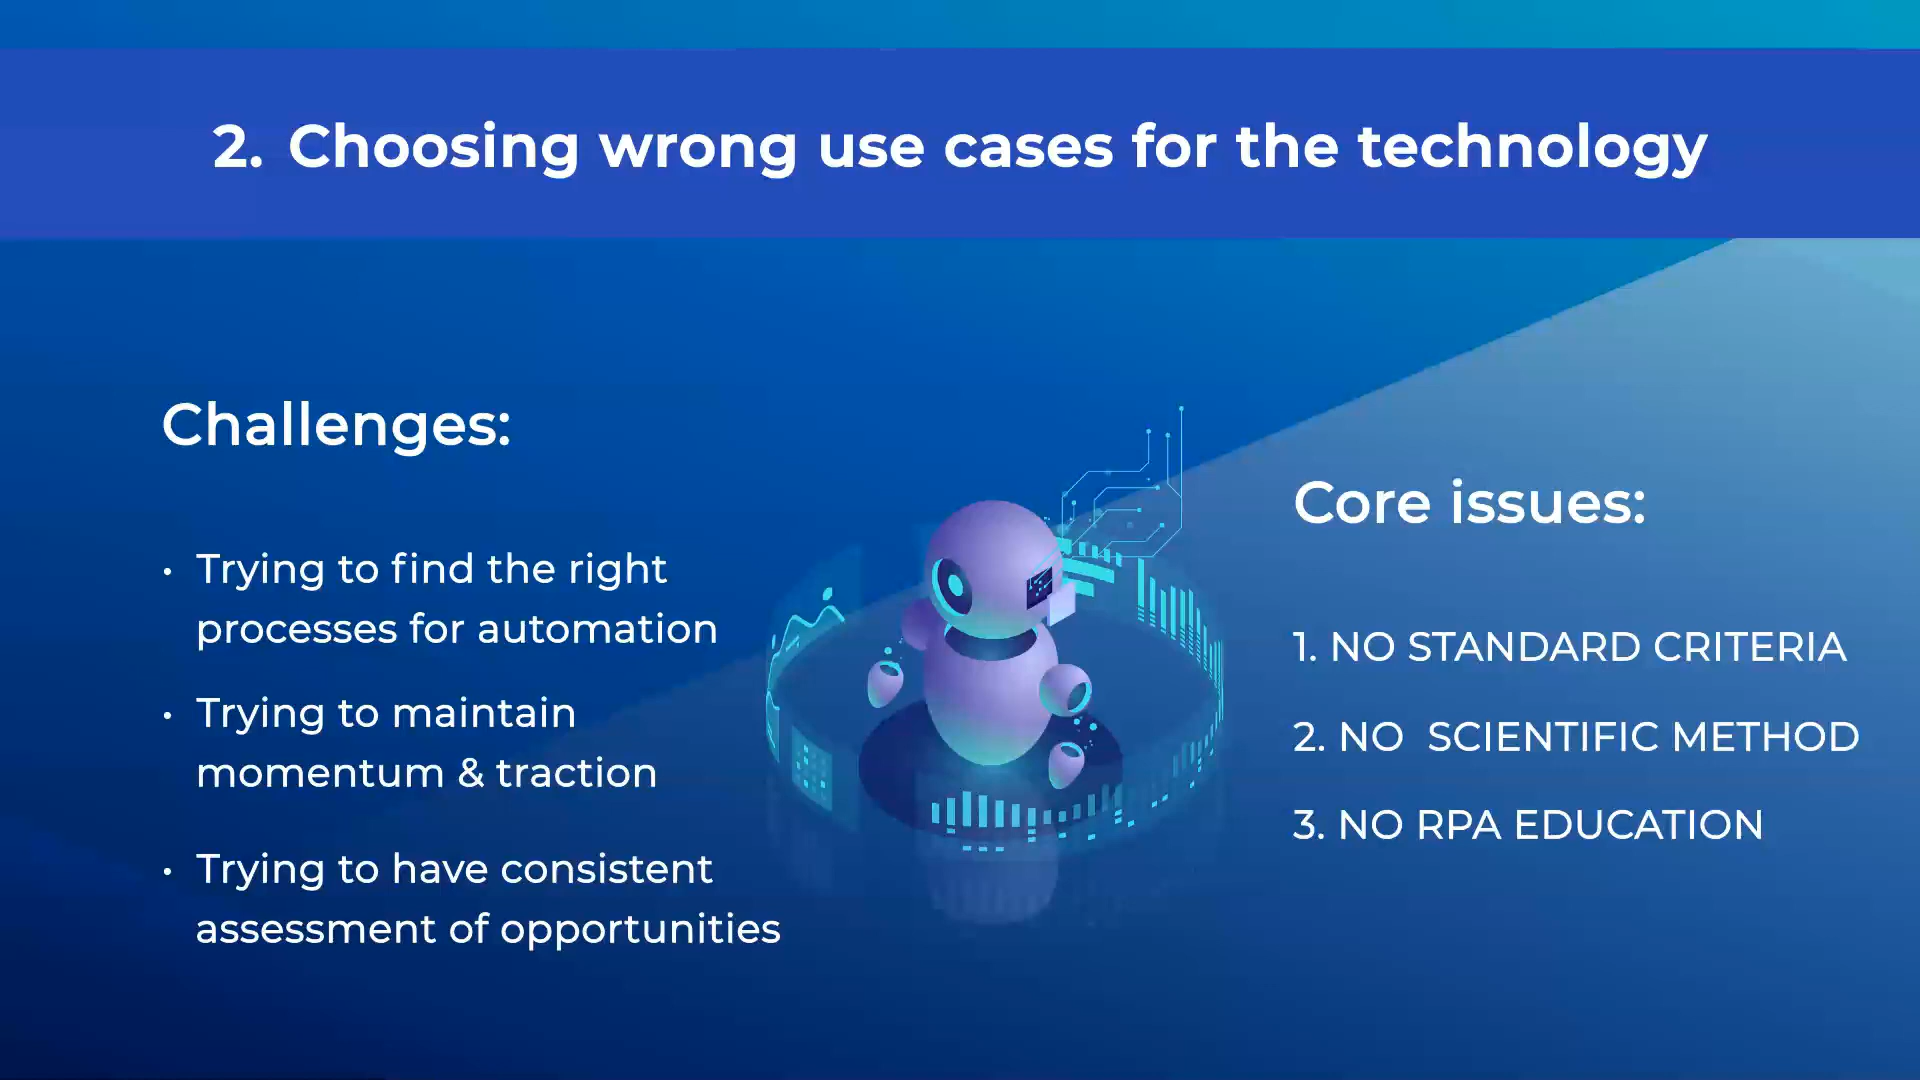 2. Choosing wrong use cases for the technology
Challenges:
• Trying to find the right
processes for automation
• Trying to maintain
momentum & traction
• Trying to have consistent
assessment of opportunities
Core issues:
1. NO STANDARD CRITERIA
2. NO  SCIENTIFIC METHOD
3. NO RPA EDUCATION